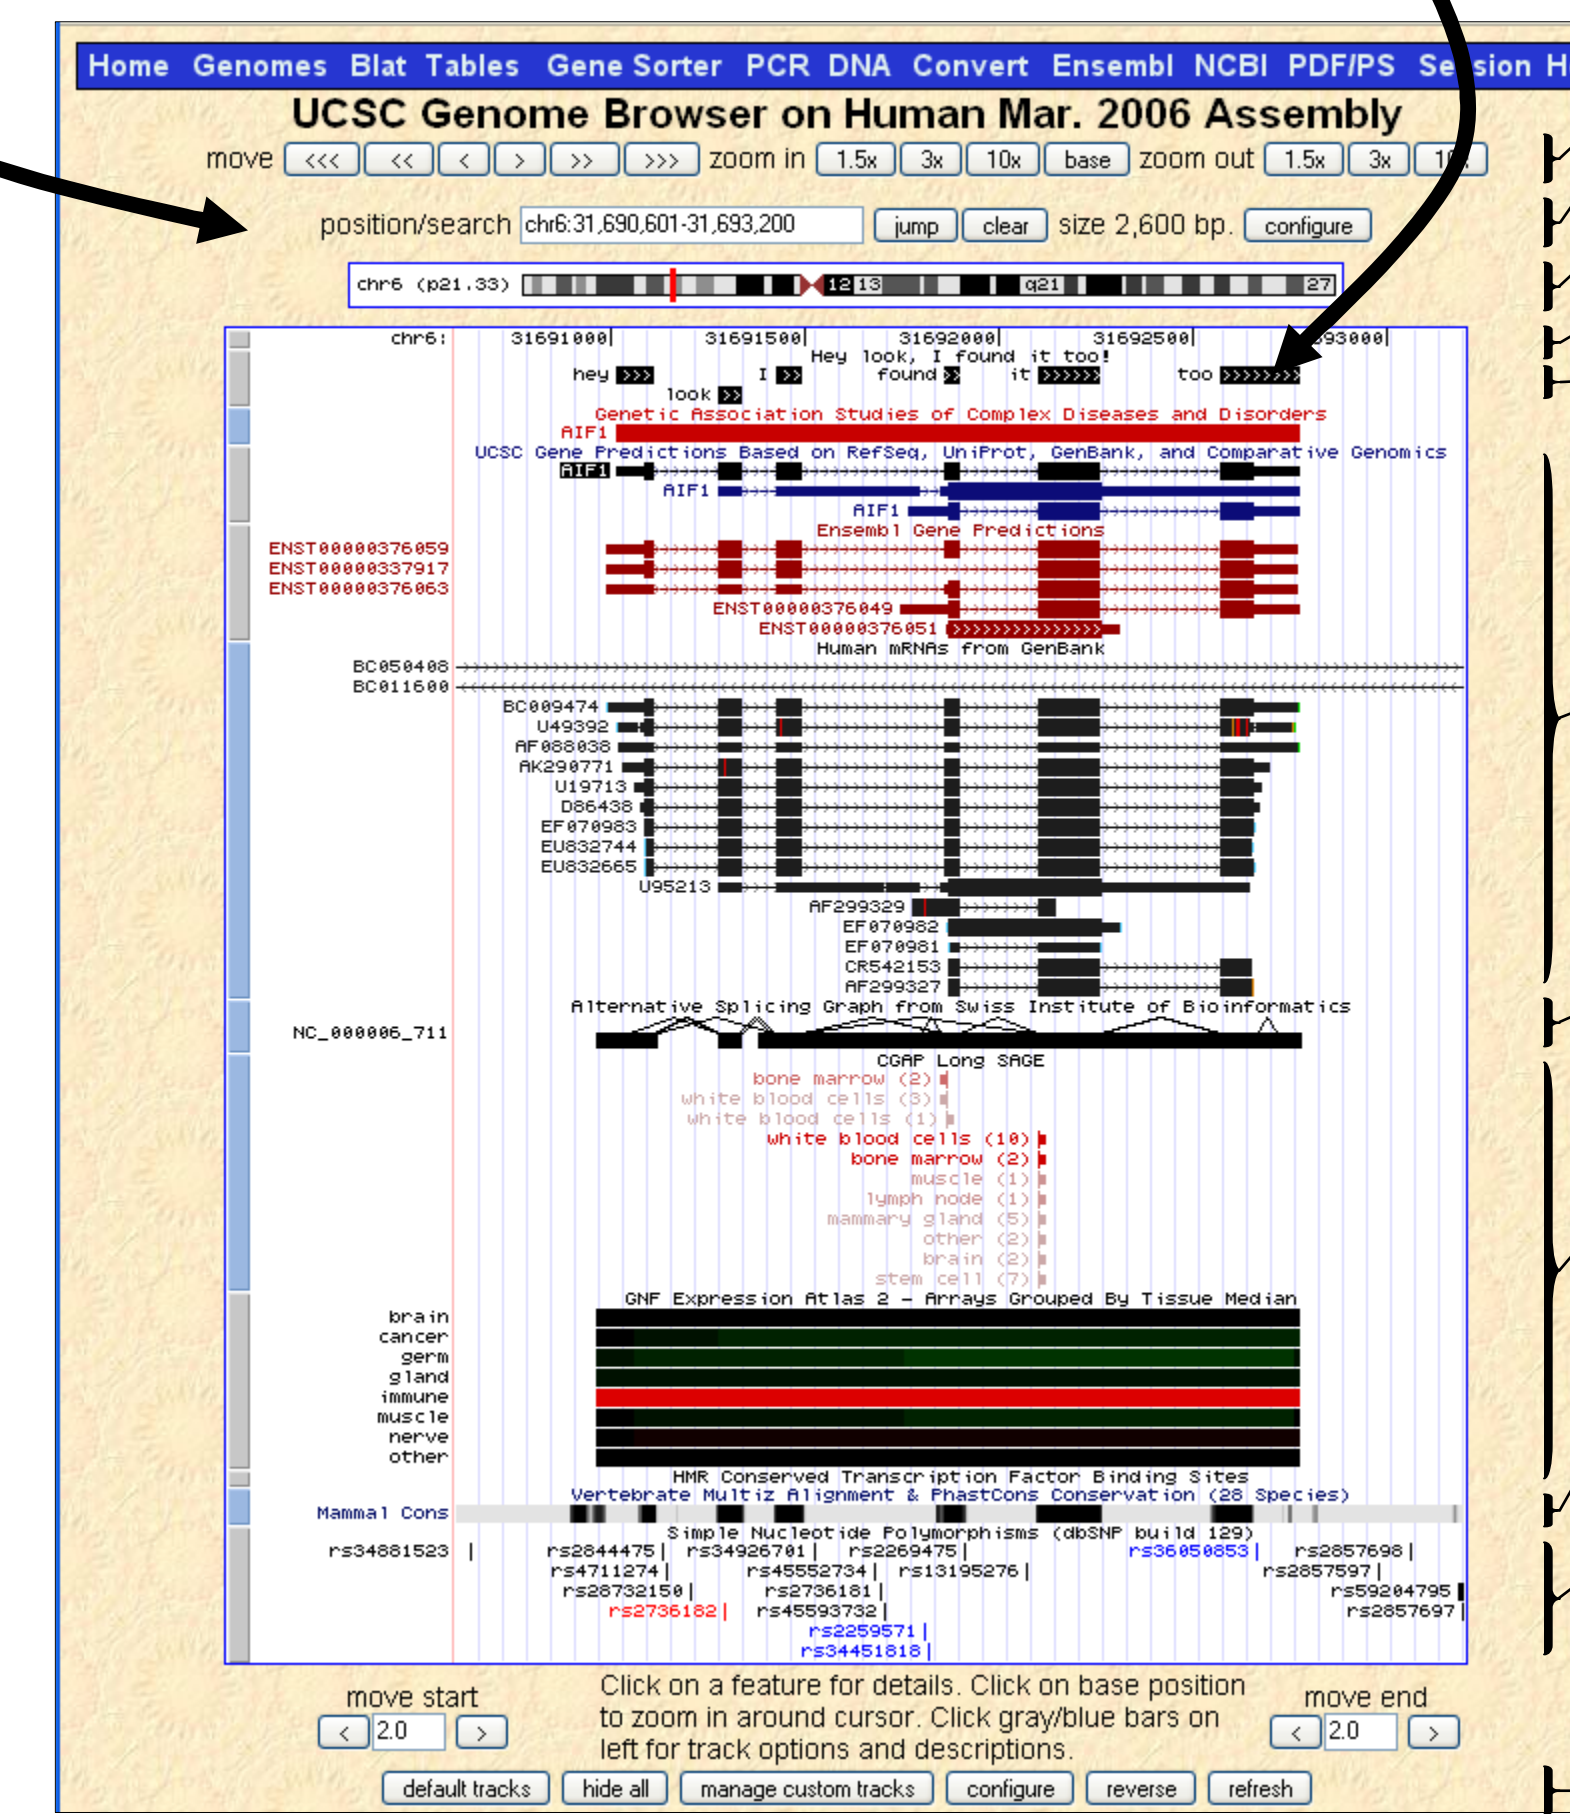 Home Genomes Blat Tables Gene Sorter PCR DNA Convert Ensembl NCBI PDF/PS Session H
UCSC Genome Browser on Human Mar. 2006 Assembly
move <<< << < > >> >>> zoom in 1.5x 3x 10x base zoom out 1.5x 3x 10x
position/search chr6:31,690,601-31,693,200 jump clear size 2,600 bp. configure
chr6 (p21.33) 12 13 q21 27
chr6: 31691000| 31691500| 31692000| 31692500| 93000|
Hey look, I found it too!
hey I found it too
look
Genetic Association Studies of Complex Diseases and Disorders
AIF1
UCSC Gene Predictions Based on RefSeq, UniProt, GenBank, and Comparative Genomics
AIF1
AIF1
AIF1
Ensembl Gene Predictions
ENST00000376059
ENST00000337917
ENST00000376063
ENST00000376049
ENST00000376051
Human mRNAs from GenBank
BC050408
BC011600
BC009474
U49392
AF088038
AK290771
U19713
D86438
EF070983
EU832744
EU832665
U95213
AF299329
EF070982
EF070981
CR542153
AF299327
Alternative Splicing Graph from Swiss Institute of Bioinformatics
NC_000006_711
CGAP Long SAGE
bone marrow (2)
white blood cells (3)
white blood cells (1)
white blood cells (10)
bone marrow (2)
muscle (1)
lymph node (1)
mammary gland (5)
other (2)
brain (2)
stem cell (7)
GNF Expression Atlas 2 - Arrays Grouped By Tissue Median
brain
cancer
germ
gland
immune
muscle
nerve
other
HMR Conserved Transcription Factor Binding Sites
Vertebrate Multiz Alignment & PhastCons Conservation (28 Species)
Mammal Cons
Simple Nucleotide Polymorphisms (dbSNP build 129)
rs34881523 rs2844475 rs34926701 rs2269475 rs36050853 rs2857698
rs4711274 rs45552734 rs13195276 rs2857597
rs28732150 rs2736181 rs59204795
rs2736182 rs45593732 rs2857697
rs2259571
rs34451818
move start Click on a feature for details. Click on base position move end
< 2.0 > to zoom in around cursor. Click gray/blue bars on < 2.0 >
left for track options and descriptions.
default tracks hide all manage custom tracks configure reverse refresh